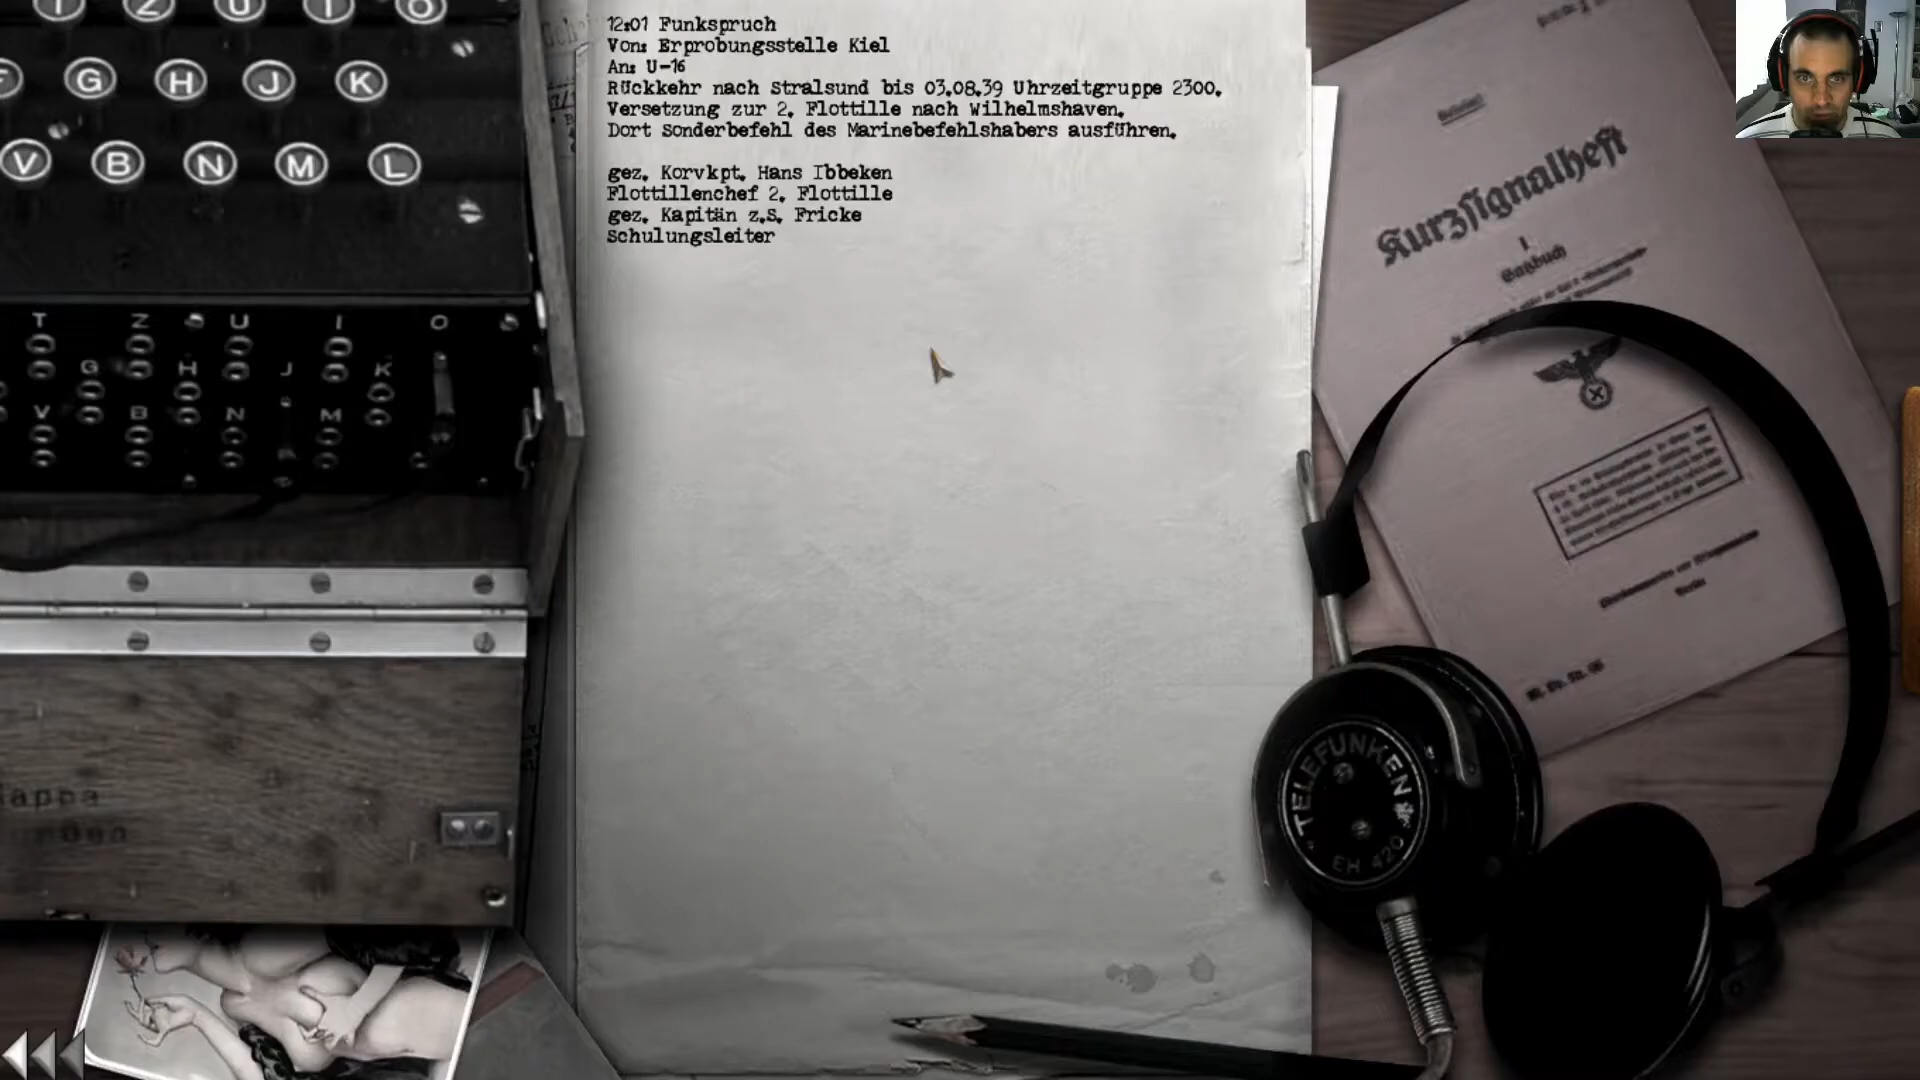 T Z U I O
G H J K
V B N M L
T Z U I O
G H J K
V B N M
12:01 Funkspruch
Von: Erprobungsstelle Kiel
An: U-16
Rückkehr nach Stralsund bis 03.08.39 Uhrzeitgruppe 2300.
Versetzung zur 2. Flottille nach Wilhelmshaven.
Dort Sonderbefehl des Marinebefehlshabers ausführen.
gez. Korvkpt. Hans Ibbeken
Flottillenchef 2. Flottille
gez. Kapitän z.S. Fricke
Schulungsleiter
Kurzsignalheft
I.
Satzbuch
Berlin
TELEFUNKEN
EH 420